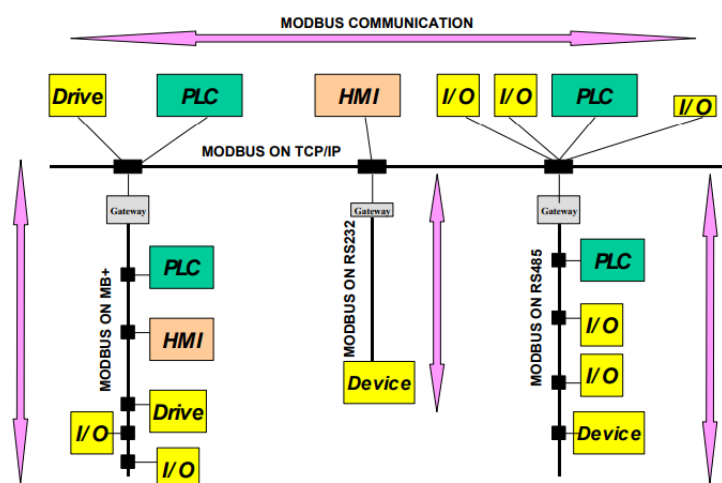 MODBUS COMMUNICATION
Drive
PLC
HMI
I/O
I/O
PLC
I/O
MODBUS ON TCP/IP
Gateway
Gateway
Gateway
MODBUS ON MB+
PLC
HMI
Drive
I/O
I/O
MODBUS ON RS232
Device
MODBUS ON RS485
PLC
I/O
I/O
Device